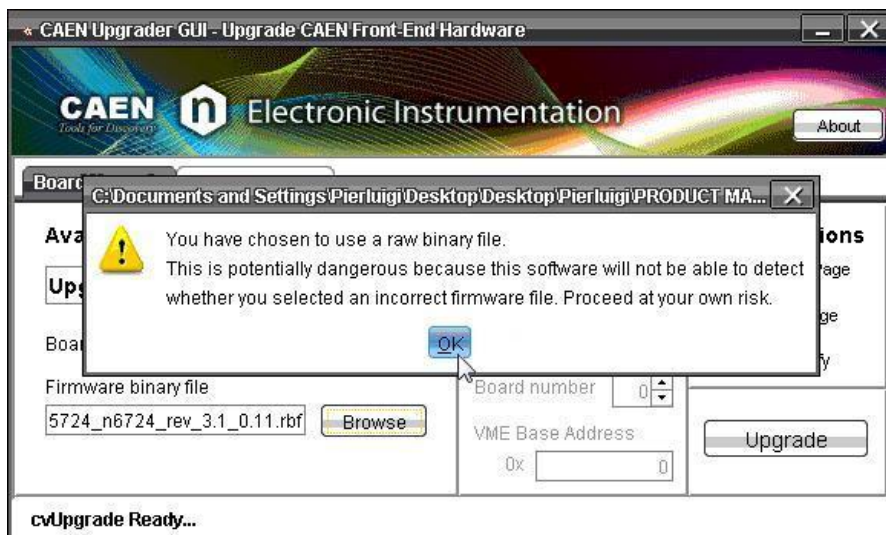 CAEN Upgrader GUI - Upgrade CAEN Front-End Hardware
CAEN n Electronic Instrumentation
Tools for Discovery
About
Board
C:\Documents and Settings\Pierluigi\Desktop\Desktop\Pierluigi\PRODUCT MA...
You have chosen to use a raw binary file.
This is potentially dangerous because this software will not be able to detect
whether you selected an incorrect firmware file. Proceed at your own risk.
OK
Ava
ions
Upg
age
ge
Boar
y
Firmware binary file
Board number 0
5724_n6724_rev_3.1_0.11.rbf Browse
VME Base Address
0x 0
Upgrade
cvUpgrade Ready...